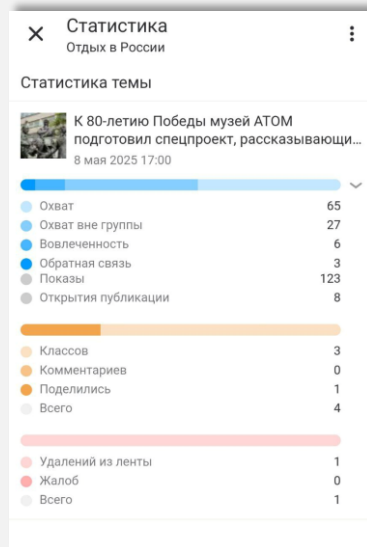 Статистика
Отдых в России
Статистика темы
К 80-летию Победы музей АТОМ
подготовил спецпроект, рассказывающи...
8 мая 2025 17:00
Охват 65
Охват вне группы 27
Вовлеченность 6
Обратная связь 3
Показы 123
Открытия публикации 8
Классов 3
Комментариев 0
Поделились 1
Всего 4
Удалений из ленты 1
Жалоб 0
Всего 1